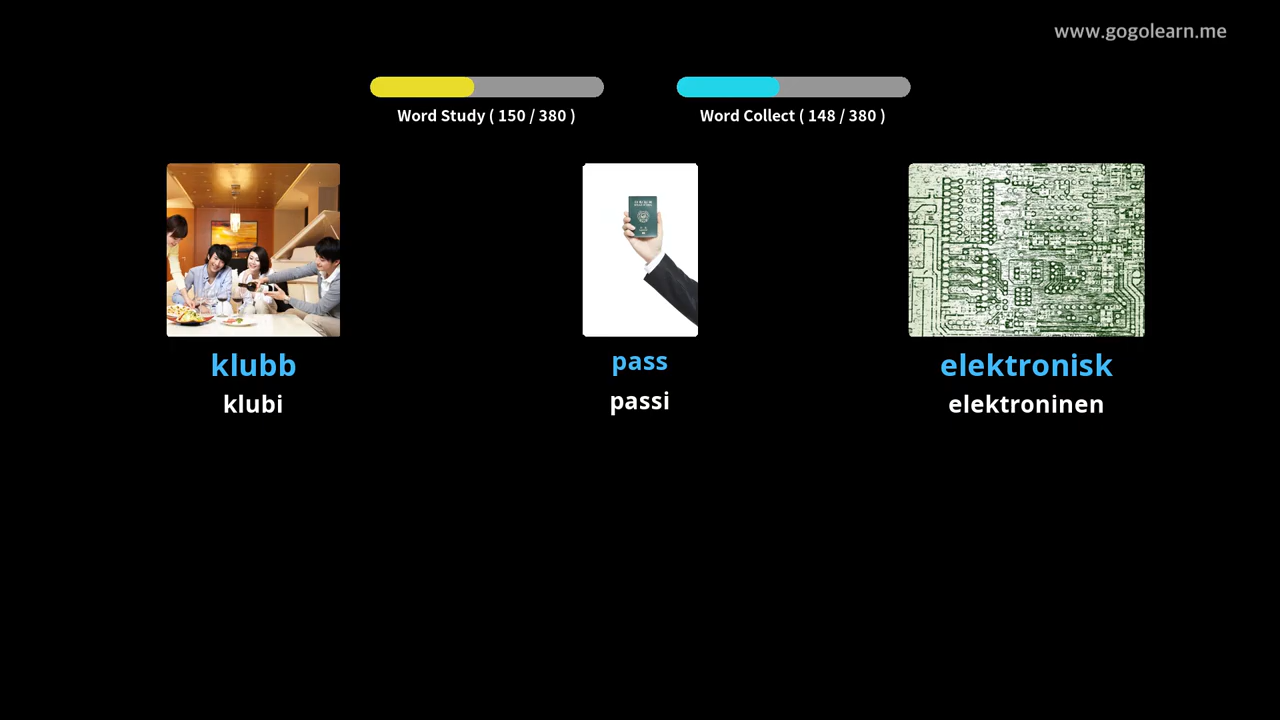 www.gogolearn.me
Word Study ( 150 / 380 )
Word Collect ( 148 / 380 )
klubb
klubi
pass
passi
elektronisk
elektroninen